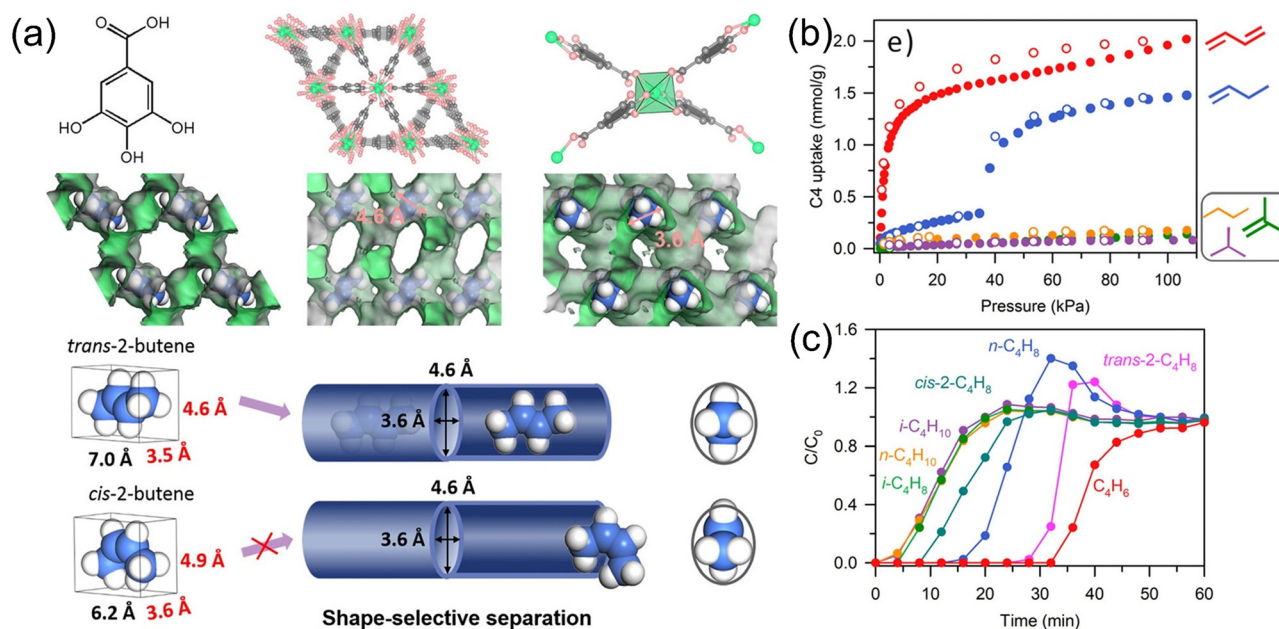 (a)
O
OH
HO
OH
OH
4.6 Å
3.6 Å
trans-2-butene
4.6 Å
7.0 Å
3.5 Å
4.6 Å
3.6 Å
cis-2-butene
4.9 Å
6.2 Å
3.6 Å
4.6 Å
3.6 Å
Shape-selective separation
(b)
e)
C4 uptake (mmol/g)
2.0
1.5
1.0
0.5
0.0
0
20
40
60
80
100
Pressure (kPa)
(c)
C/C₀
1.6
1.2
0.8
0.4
0.0
n-C₄H₈
trans-2-C₄H₈
cis-2-C₄H₈
i-C₄H₁₀
n-C₄H₁₀
i-C₄H₈
C₄H₆
0
10
20
30
40
50
60
Time (min)